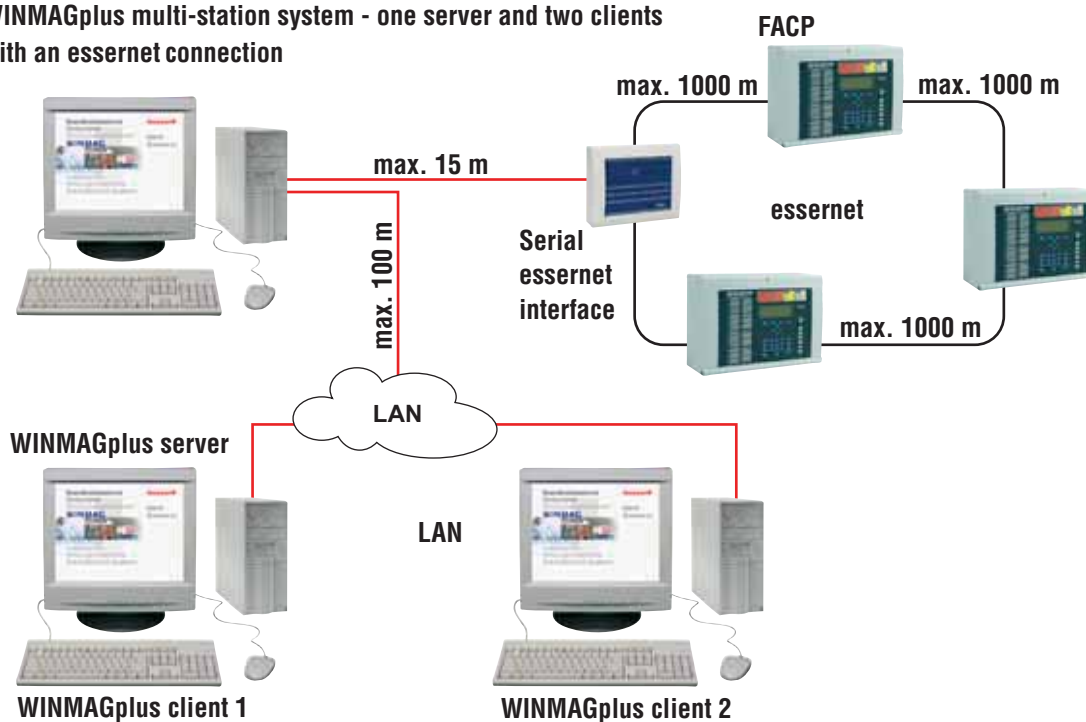 WINMAGplus multi-station system - one server and two clients
with an essernet connection
FACP
max. 1000 m
max. 1000 m
max. 15 m
essernet
Serial
essernet
interface
max. 100 m
max. 1000 m
LAN
WINMAGplus server
LAN
WINMAGplus client 1
WINMAGplus client 2